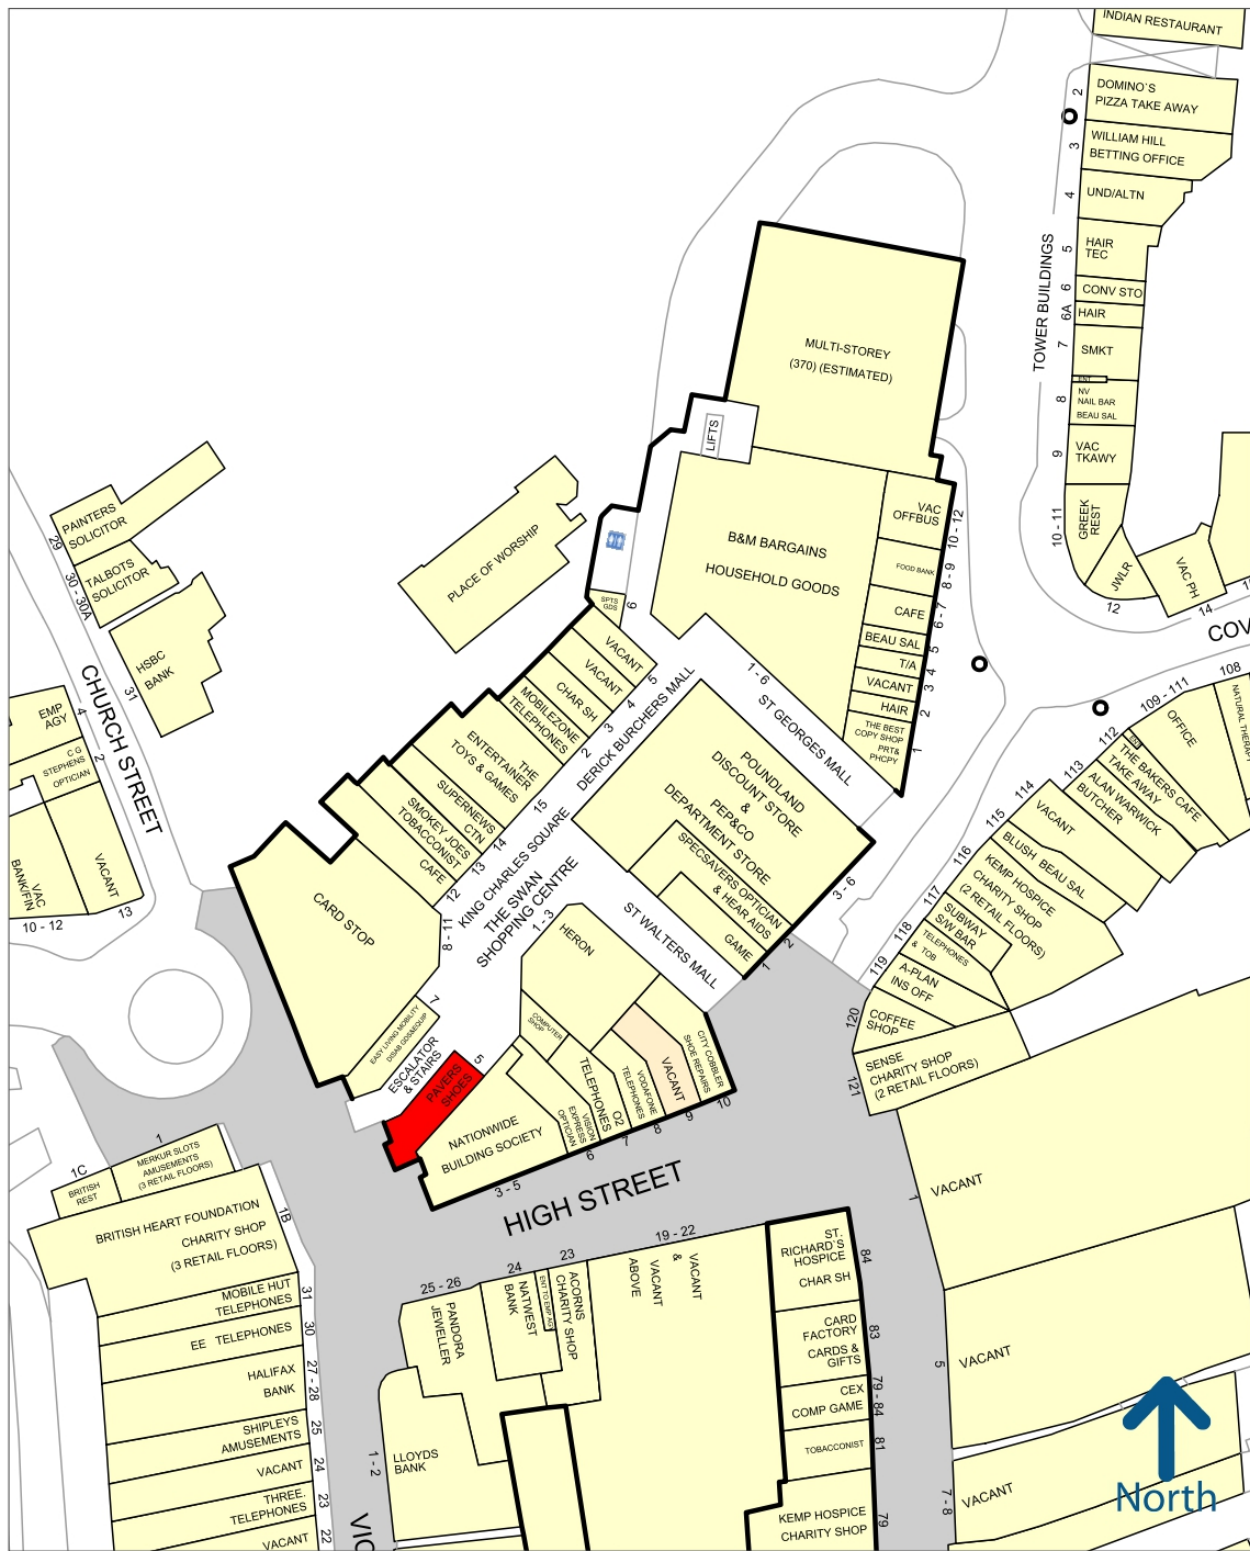 INDIAN RESTAURANT
2
DOMINO`S
PIZZA TAKE AWAY
3
WILLIAM HILL
BETTING OFFICE
4
UND/ALTN
TOWER BUILDINGS
5
HAIR
TEC
6
CONV STO
6A
HAIR
7
SMKT
ENT
8
NV
NAIL BAR
BEAU SAL
9
VAC
TKAWY
10 - 11
GREEK
REST
JWLR
12
VAC PH
14
COV
MULTI-STOREY
(370) (ESTIMATED)
LIFTS
B&M BARGAINS
HOUSEHOLD GOODS
VAC
OFFBUS
10 - 12
FOOD BANK
8 - 9
CAFE
6 - 7
BEAU SAL
5
T/A
4
VACANT
3
HAIR
2
THE BEST
COPY SHOP
PRT&
PHCPY
1
PLACE OF WORSHIP
SPTS
GDS
6
VACANT
5
VACANT
4
CHAR SH
3
MOBILEZONE
TELEPHONES
2
DERICK BURCHERS MALL
1 - 6
ST GEORGES MALL
THE
ENTERTAINER
TOYS & GAMES
15
SUPERNEWS
CTN
14
SMOKEY JOES
TOBACCONIST
13
CAFE
12
KING CHARLES SQUARE
THE SWAN
SHOPPING CENTRE
POUNDLAND
DISCOUNT STORE
&
PEP&CO
DEPARTMENT STORE
3 - 6
SPECSAVERS OPTICIAN
& HEAR AIDS
2
GAME
1
ST WALTERS MALL
CARD STOP
8 - 11
7
EASY LIVING MOBILITY
DISAB GDS&EQUIP
ESCALATOR
& STAIRS
PAVERS
SHOES
5
1 - 3
HERON
COMPUTER
SHOP
NATIONWIDE
BUILDING SOCIETY
3 - 5
VISION
EXPRESS
OPTICIAN
6
O2
TELEPHONES
7
VODAFONE
TELEPHONES
8
VACANT
9
CITY COBBLER
SHOE REPAIRS
10
HIGH STREET
PAINTERS
SOLICITOR
29
TALBOTS
SOLICITOR
30 - 30A
HSBC
BANK
31
CHURCH STREET
EMP
AGY
4
C G
STEPHENS
OPTICIAN
2
VACANT
13
VAC
BANK/FIN
10 - 12
108
NATURAL THERAPY
109 - 111
OFFICE
112
THE BAKERS CAFE
TAKE AWAY
113
ALAN WARWICK
BUTCHER
114
VACANT
115
BLUSH BEAU SAL
116
KEMP HOSPICE
CHARITY SHOP
(2 RETAIL FLOORS)
117
SUBWAY
S/W BAR
118
TELEPHONES
& TOB
119
A-PLAN
INS OFF
120
COFFEE
SHOP
121
SENSE
CHARITY SHOP
(2 RETAIL FLOORS)
1
VACANT
5
VACANT
7 - 8
VACANT
North
1C
BRITISH
REST
1
MERKUR SLOTS
AMUSEMENTS
(3 RETAIL FLOORS)
1B
BRITISH HEART FOUNDATION
CHARITY SHOP
(3 RETAIL FLOORS)
31
MOBILE HUT
TELEPHONES
30
EE TELEPHONES
27 - 28
HALIFAX
BANK
25
SHIPLEYS
AMUSEMENTS
24
VACANT
23
THREE.
TELEPHONES
22
VACANT
VIC
25 - 26
PANDORA
JEWELLER
24
NATWEST
BANK
ENT TO EMP AG
23
ACORNS
CHARITY SHOP
19 - 22
VACANT
&
VACANT
ABOVE
1 - 2
LLOYDS
BANK
ST.
RICHARD`S
HOSPICE
CHAR SH
84
CARD
FACTORY
CARDS &
GIFTS
83
CEX
COMP GAME
79 - 84
TOBACCONIST
81
KEMP HOSPICE
CHARITY SHOP
79